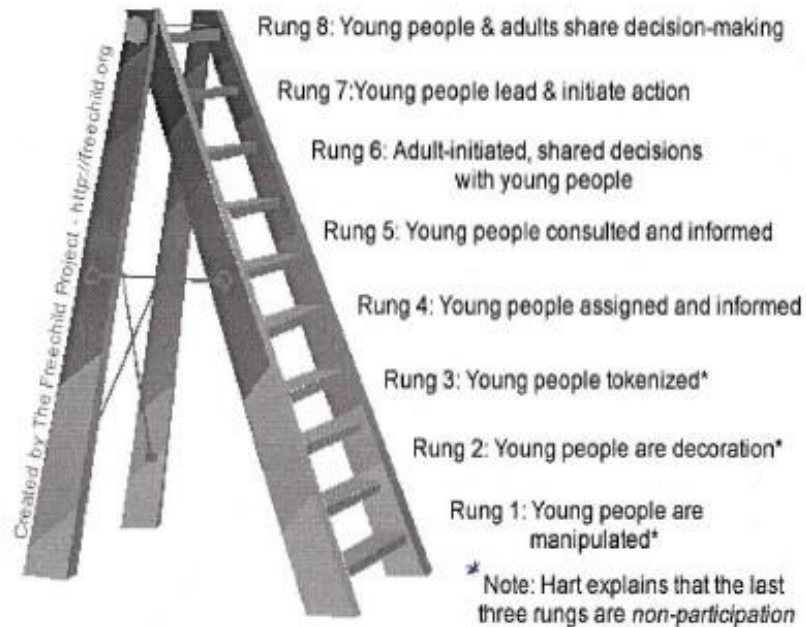 Rung 8: Young people & adults share decision-making
Rung 7:Young people lead & initiate action
Rung 6: Adult-initiated, shared decisions
with young people
Rung 5: Young people consulted and informed
Rung 4: Young people assigned and informed
Rung 3: Young people tokenized*
Rung 2: Young people are decoration*
Rung 1: Young people are
manipulated*
Note: Hart explains that the last
three rungs are non-participation
Created by The Freechild Project - http://freechild.org